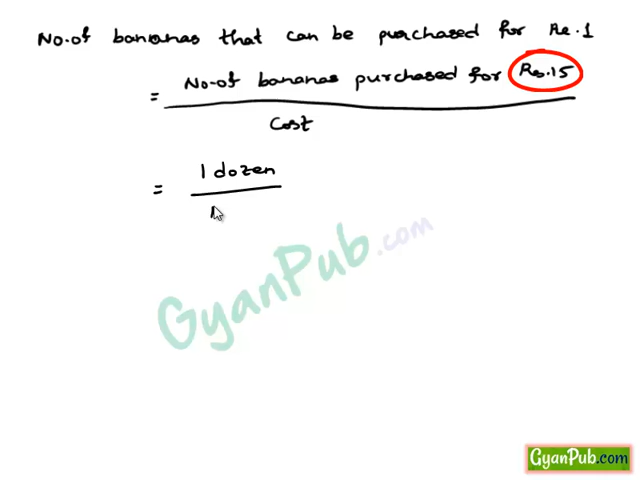 No. of bananas that can be purchased for Re. 1
= No. of bananas purchased for Rs. 15
Cost
= 1 dozen
1
GyanPub.com
GyanPub.com